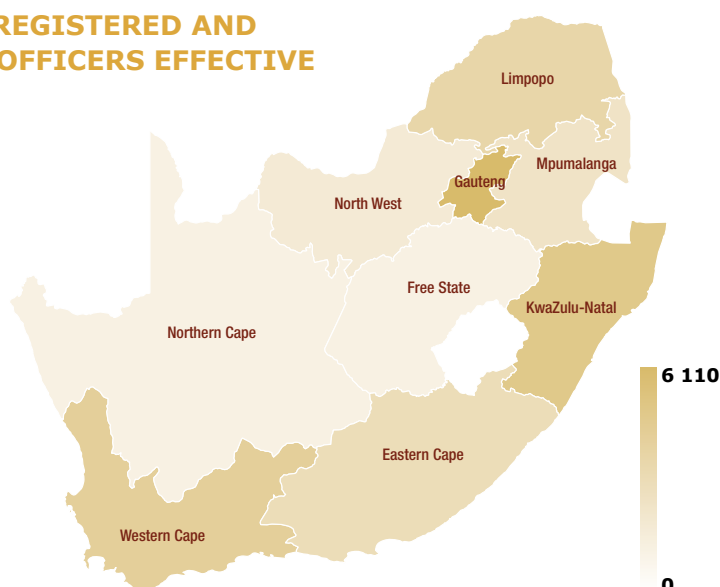 REGISTERED AND
OFFICERS EFFECTIVE
Limpopo
Mpumalanga
Gauteng
North West
Free State
KwaZulu-Natal
Northern Cape
6 110
Eastern Cape
Western Cape
0